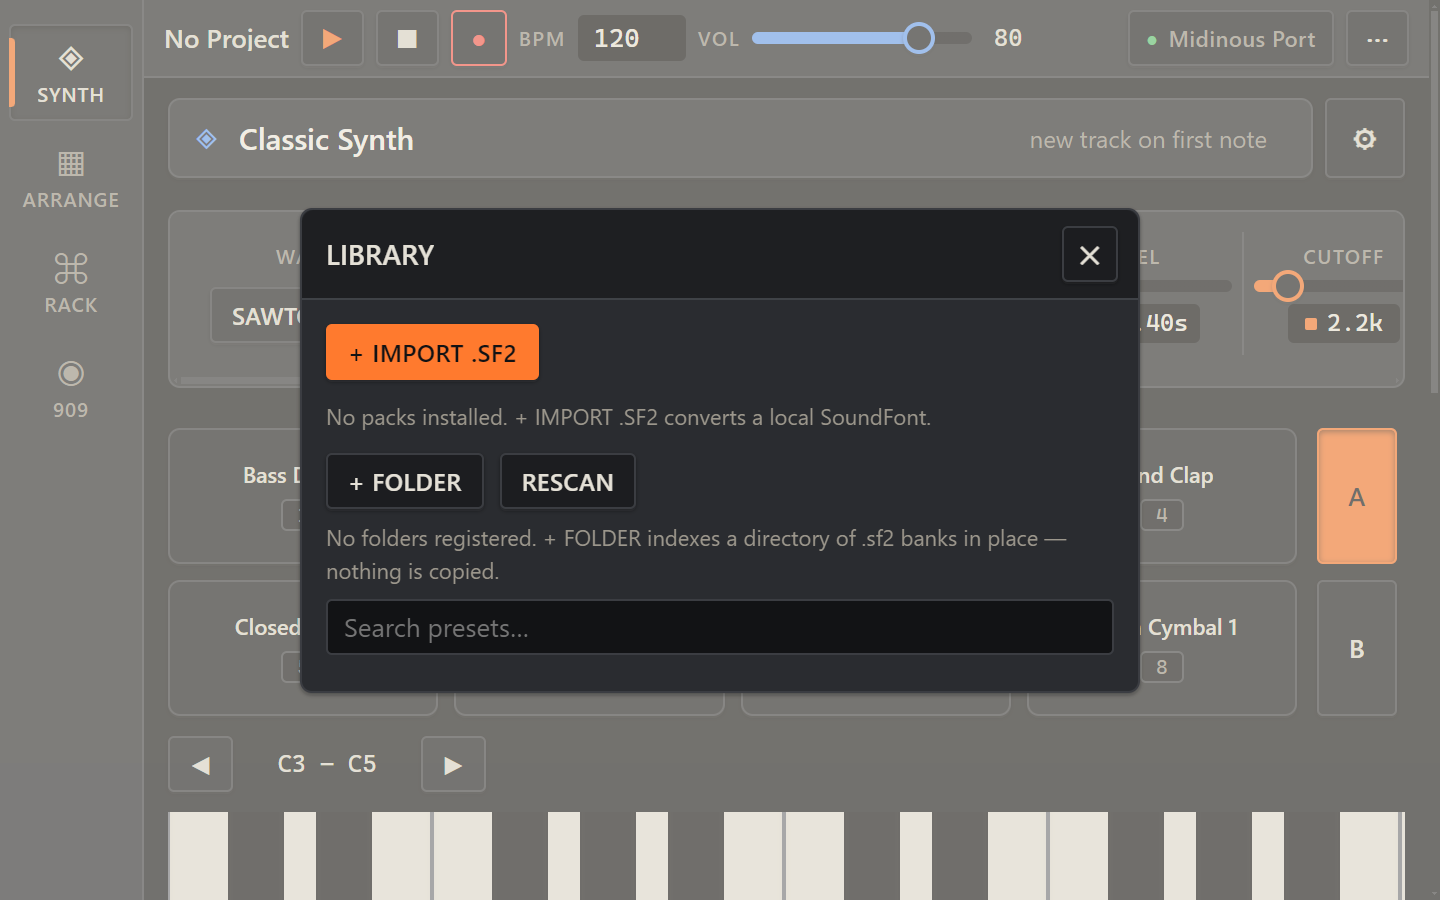 No Project
BPM
120
VOL
80
Midinous Port
...
SYNTH
ARRANGE
RACK
909
Classic Synth
new track on first note
LIBRARY
+ IMPORT .SF2
No packs installed. + IMPORT .SF2 converts a local SoundFont.
+ FOLDER
RESCAN
No folders registered. + FOLDER indexes a directory of .sf2 banks in place —
nothing is copied.
Search presets...
CUTOFF
40s
2.2k
Bass
Clap
4
A
Closed
Cymbal 1
8
B
C3 – C5